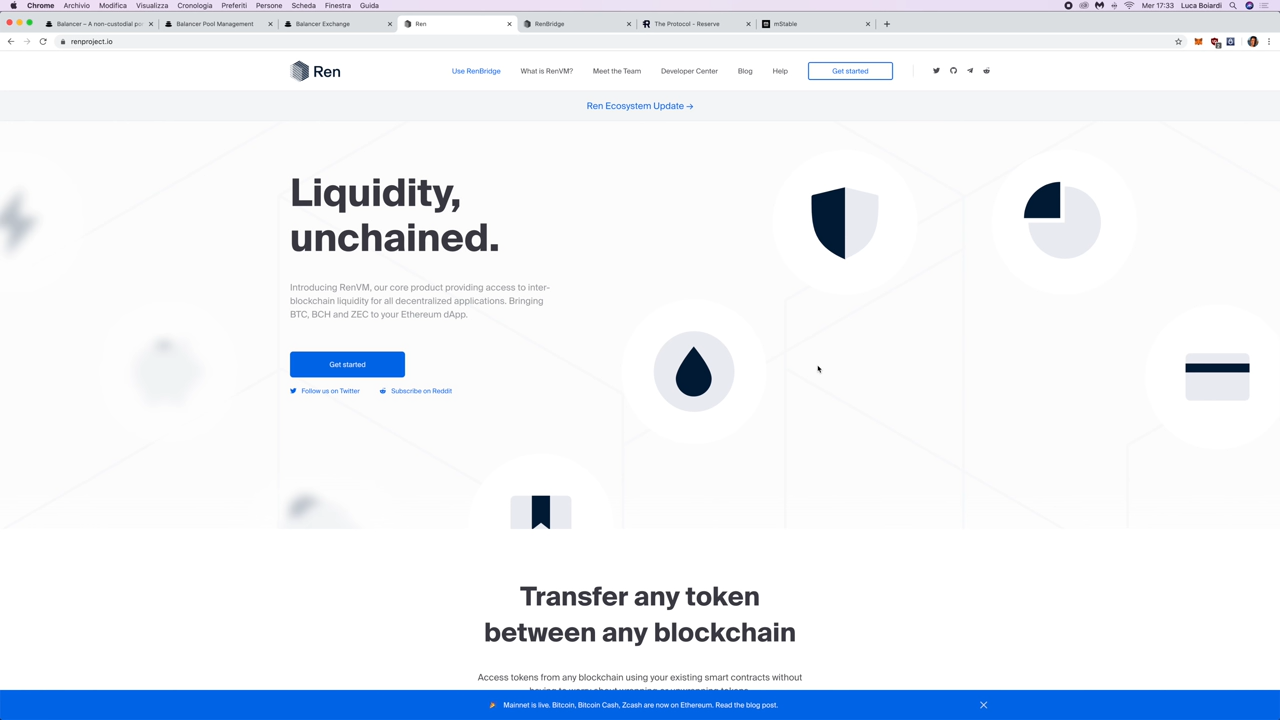 Chrome Archivio Modifica Visualizza Cronologia Preferiti Persone Scheda Finestra Guida Mer 17:33 Luca Boiardi
Balancer – A non-custodial po Balancer Pool Management Balancer Exchange Ren RenBridge The Protocol - Reserve mStable
renproject.io
Ren Use RenBridge What is RenVM? Meet the Team Developer Center Blog Help Get started
Ren Ecosystem Update →
Liquidity,
unchained.
Introducing RenVM, our core product providing access to inter-
blockchain liquidity for all decentralized applications. Bringing
BTC, BCH and ZEC to your Ethereum dApp.
Get started
Follow us on Twitter Subscribe on Reddit
Transfer any token
between any blockchain
Access tokens from any blockchain using your existing smart contracts without
Mainnet is live. Bitcoin, Bitcoin Cash, Zcash are now on Ethereum. Read the blog post.